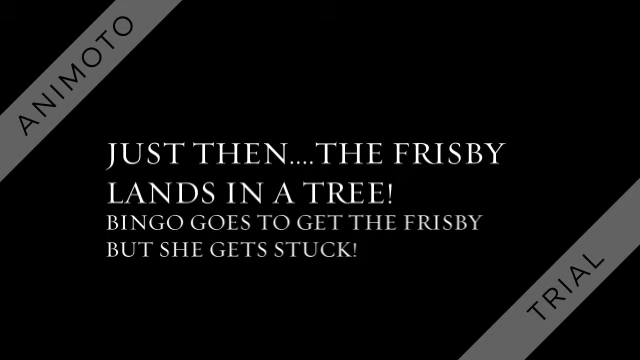 ANIMOTO
JUST THEN....THE FRISBY
LANDS IN A TREE!
BINGO GOES TO GET THE FRISBY
BUT SHE GETS STUCK!
TRIAL